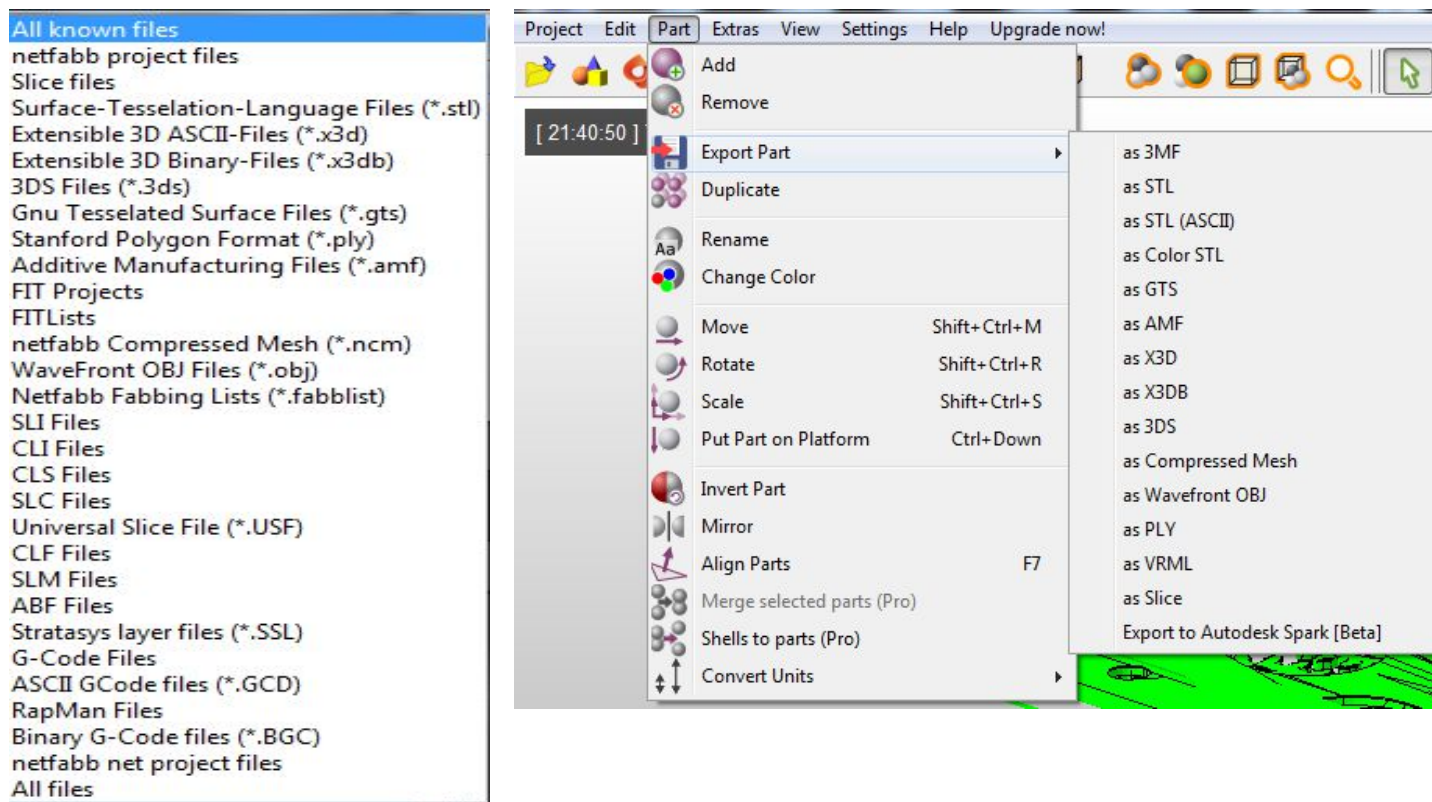 All known files
netfabb project files
Slice files
Surface-Tesselation-Language Files (*.stl)
Extensible 3D ASCII-Files (*.x3d)
Extensible 3D Binary-Files (*.x3db)
3DS Files (*.3ds)
Gnu Tesselated Surface Files (*.gts)
Stanford Polygon Format (*.ply)
Additive Manufacturing Files (*.amf)
FIT Projects
FITLists
netfabb Compressed Mesh (*.ncm)
WaveFront OBJ Files (*.obj)
Netfabb Fabbing Lists (*.fabblist)
SLI Files
CLI Files
CLS Files
SLC Files
Universal Slice File (*.USF)
CLF Files
SLM Files
ABF Files
Stratasys layer files (*.SSL)
G-Code Files
ASCII GCode files (*.GCD)
RapMan Files
Binary G-Code files (*.BGC)
netfabb net project files
All files
Project Edit Part Extras View Settings Help Upgrade now!
[ 21:40:50 ]
Add
Remove
Export Part
Duplicate
Aa Rename
Change Color
Move Shift+Ctrl+M
Rotate Shift+Ctrl+R
Scale Shift+Ctrl+S
Put Part on Platform Ctrl+Down
Invert Part
Mirror
Align Parts F7
Merge selected parts (Pro)
Shells to parts (Pro)
Convert Units
as 3MF
as STL
as STL (ASCII)
as Color STL
as GTS
as AMF
as X3D
as X3DB
as 3DS
as Compressed Mesh
as Wavefront OBJ
as PLY
as VRML
as Slice
Export to Autodesk Spark [Beta]